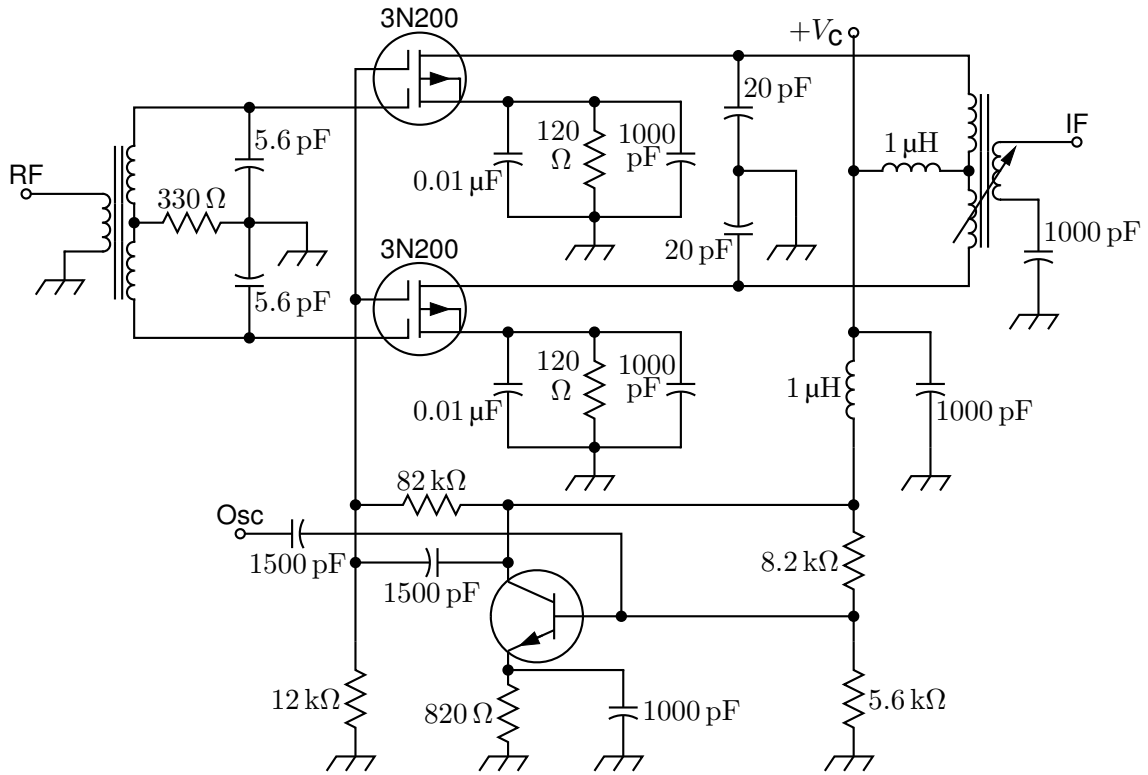 3N200
+VC
20 pF
5.6 pF
120
Ω
1000
pF
1 µH
IF
RF
330 Ω
0.01 µF
3N200
20 pF
1000 pF
5.6 pF
120
Ω
1000
pF
1 µH
0.01 µF
1000 pF
82 kΩ
Osc
1500 pF
1500 pF
8.2 kΩ
12 kΩ
820 Ω
1000 pF
5.6 kΩ